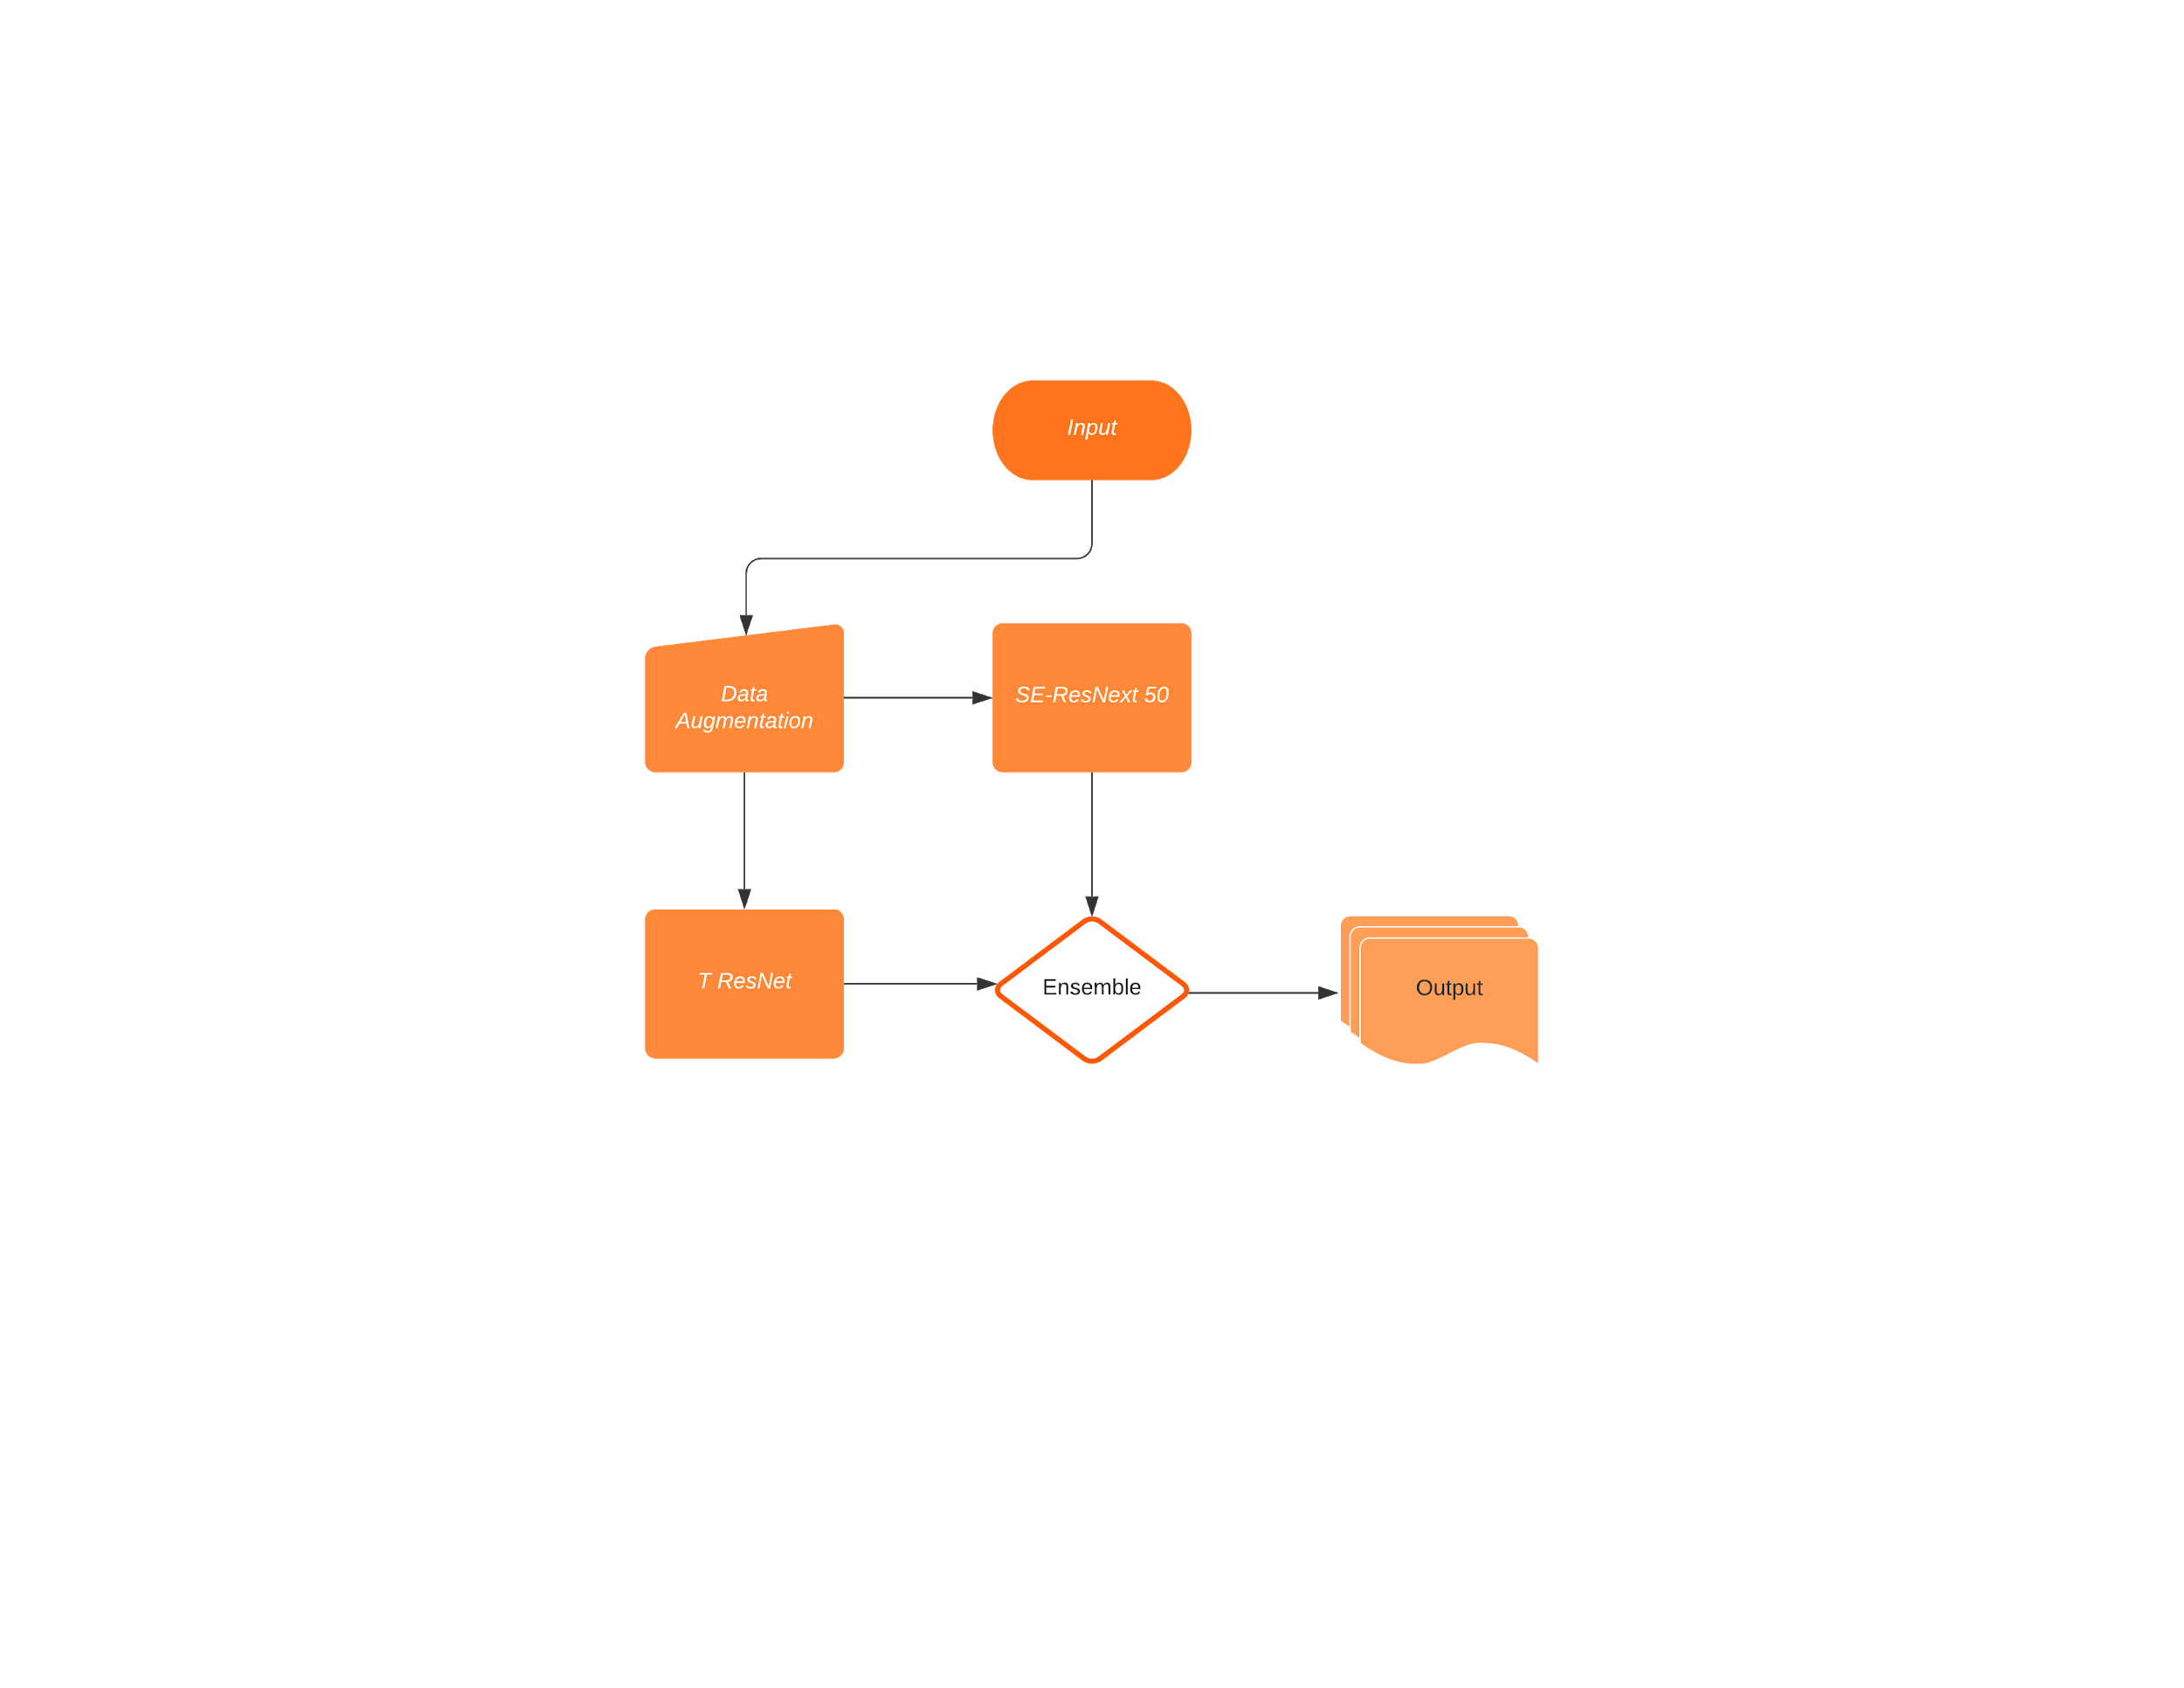 Input
Data
Augmentation
SE-ResNext 50
T ResNet
Ensemble
Output